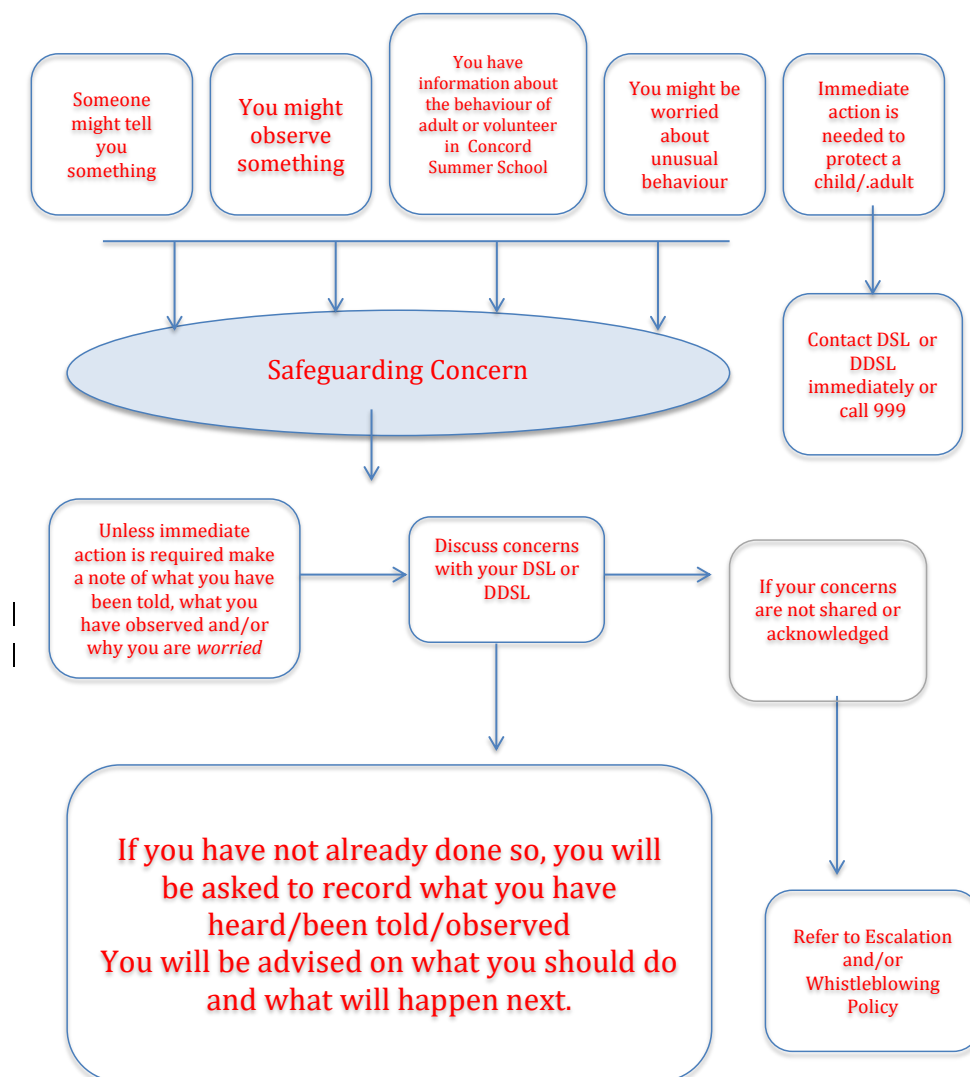 Someone
might tell
you
something
You might
observe
something
You have
information about
the behaviour of
adult or volunteer
in Concord
Summer School
You might be
worried
about
unusual
behaviour
Immediate
action is
needed to
protect a
child/.adult
Safeguarding Concern
Contact DSL or
DDSL
immediately or
call 999
Unless immediate
action is required make
a note of what you have
been told, what you
have observed and/or
why you are worried
Discuss concerns
with your DSL or
DDSL
If your concerns
are not shared or
acknowledged
If you have not already done so, you will
be asked to record what you have
heard/been told/observed
You will be advised on what you should do
and what will happen next.
Refer to Escalation
and/or
Whistleblowing
Policy